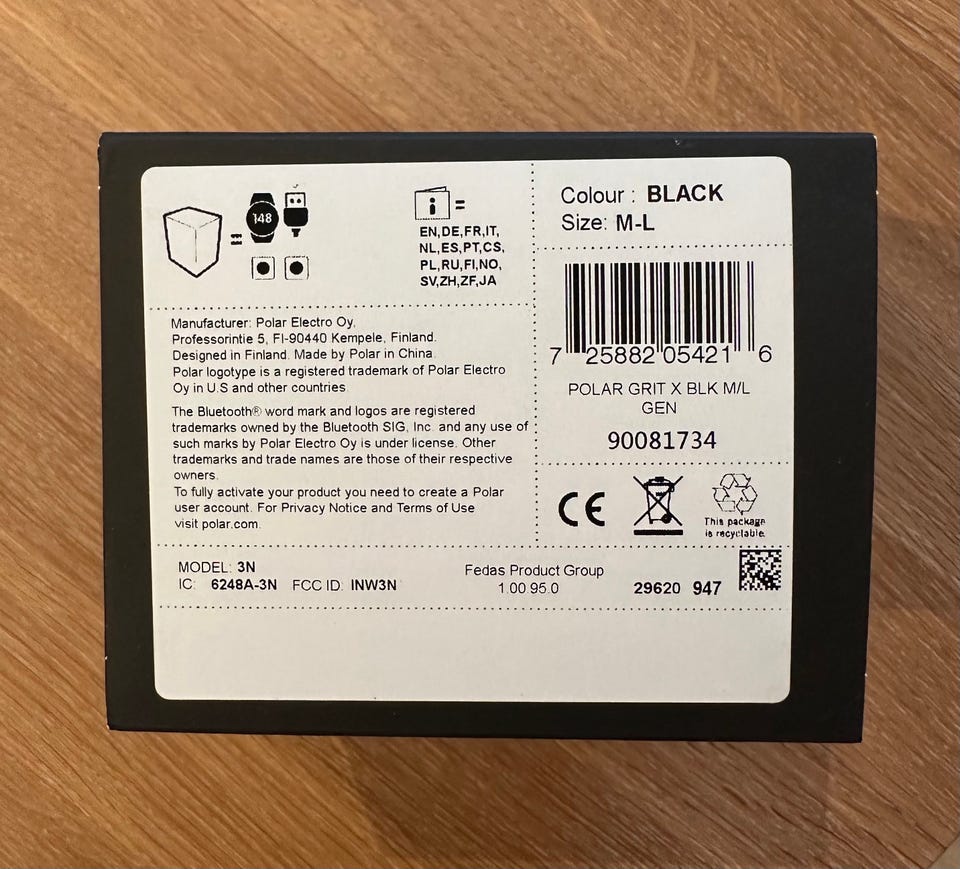 148
i =
EN,DE,FR,IT,
NL,ES,PT,CS,
PL,RU,FI,NO,
SV,ZH,ZF,JA
Colour : BLACK
Size: M-L
7 25882 05421 6
POLAR GRIT X BLK M/L
GEN
90081734
Manufacturer: Polar Electro Oy,
Professorintie 5, FI-90440 Kempele, Finland.
Designed in Finland. Made by Polar in China.
Polar logotype is a registered trademark of Polar Electro
Oy in U.S and other countries.
The Bluetooth® word mark and logos are registered
trademarks owned by the Bluetooth SIG, Inc. and any use of
such marks by Polar Electro Oy is under license. Other
trademarks and trade names are those of their respective
owners.
To fully activate your product you need to create a Polar
user account. For Privacy Notice and Terms of Use
visit polar.com.
CE
This package
is recyclable.
MODEL: 3N
IC: 6248A-3N FCC ID: INW3N
Fedas Product Group
1.00.95.0
29620 947